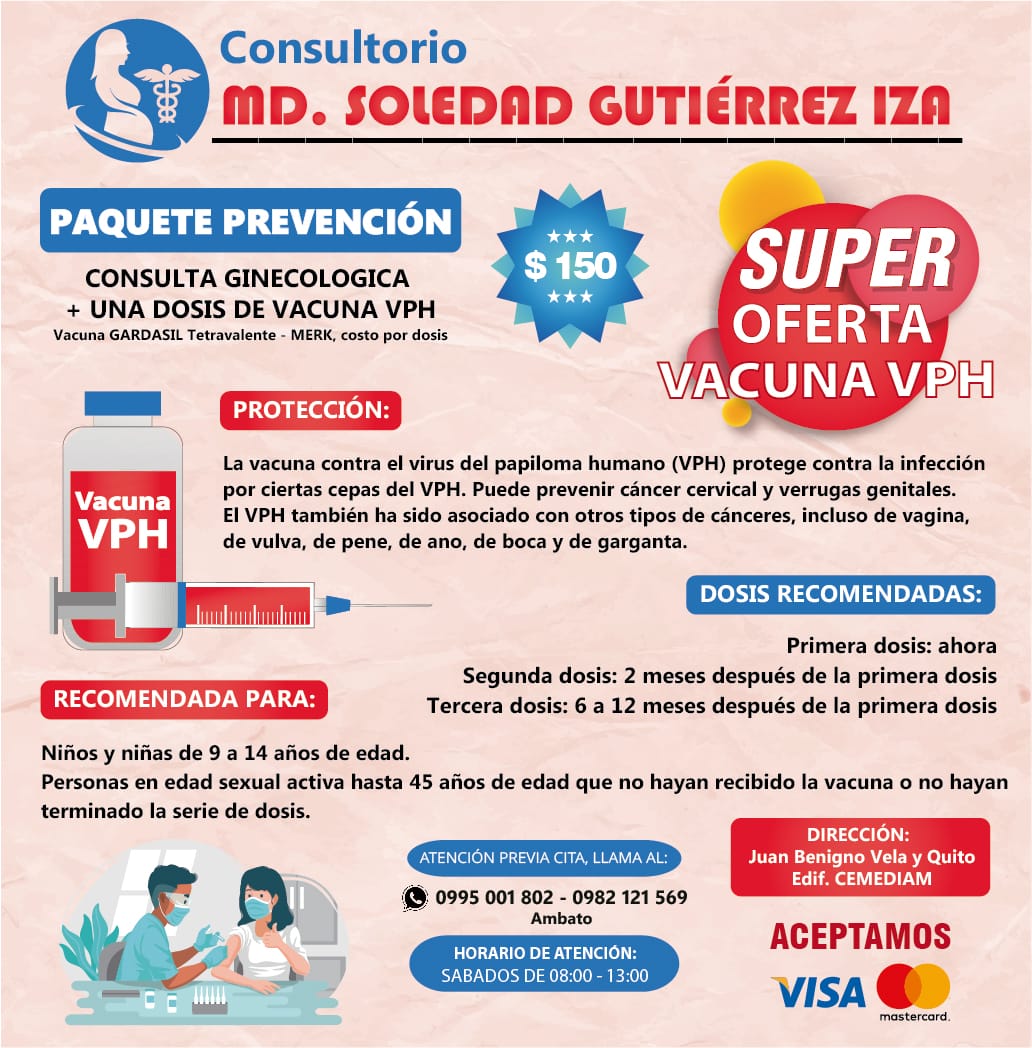 Consultorio
MD. SOLEDAD GUTIÉRREZ IZA
PAQUETE PREVENCIÓN
CONSULTA GINECOLOGICA
+ UNA DOSIS DE VACUNA VPH
Vacuna GARDASIL Tetravalente - MERK, costo por dosis
$ 150
SUPER
OFERTA
VACUNA VPH
Vacuna
VPH
PROTECCIÓN:
La vacuna contra el virus del papiloma humano (VPH) protege contra la infección
por ciertas cepas del VPH. Puede prevenir cáncer cervical y verrugas genitales.
El VPH también ha sido asociado con otros tipos de cánceres, incluso de vagina,
de vulva, de pene, de ano, de boca y de garganta.
DOSIS RECOMENDADAS:
Primera dosis: ahora
Segunda dosis: 2 meses después de la primera dosis
Tercera dosis: 6 a 12 meses después de la primera dosis
RECOMENDADA PARA:
Niños y niñas de 9 a 14 años de edad.
Personas en edad sexual activa hasta 45 años de edad que no hayan recibido la vacuna o no hayan
terminado la serie de dosis.
ATENCIÓN PREVIA CITA, LLAMA AL:
0995 001 802 - 0982 121 569
Ambato
HORARIO DE ATENCIÓN:
SABADOS DE 08:00 - 13:00
DIRECCIÓN:
Juan Benigno Vela y Quito
Edif. CEMEDIAM
ACEPTAMOS
VISA
mastercard.